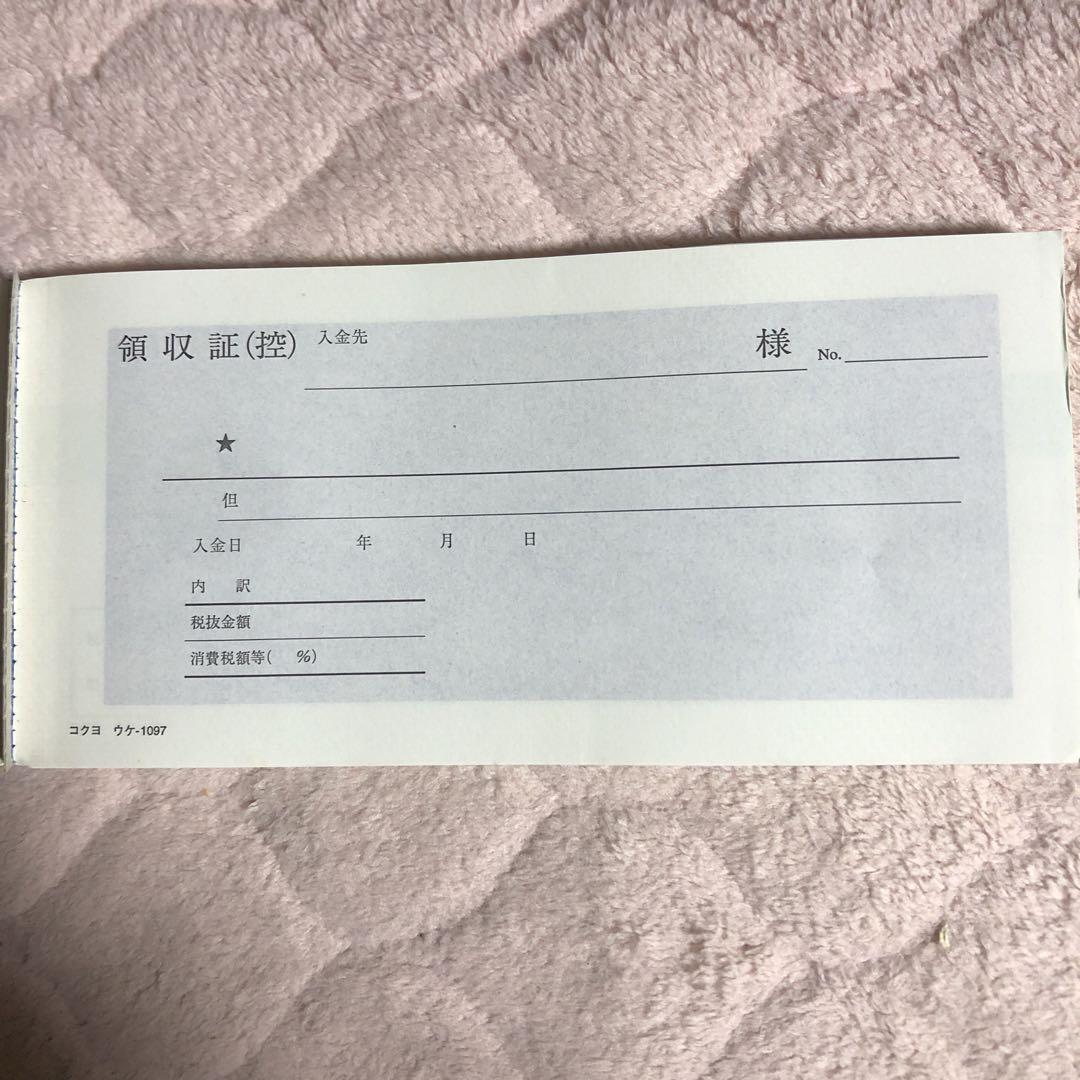 領収証(控) 入金先 様 No.
★
但
入金日 年 月 日
内 訳
税抜金額
消費税額等( %)
コクヨ ウケ-1097